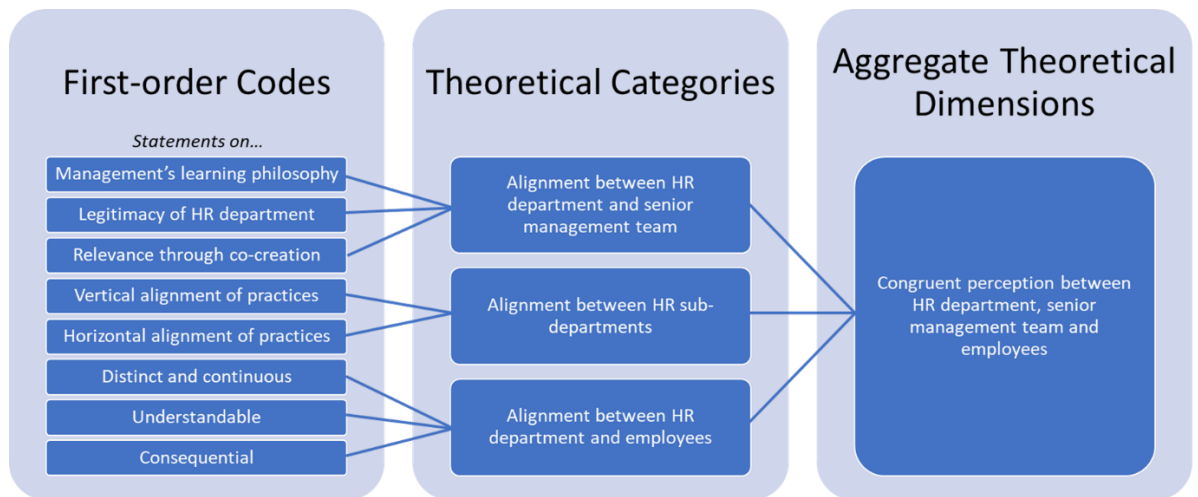 First-order Codes
Statements on...
Management's learning philosophy
Legitimacy of HR department
Relevance through co-creation
Vertical alignment of practices
Horizontal alignment of practices
Distinct and continuous
Understandable
Consequential
Theoretical Categories
Alignment between HR
department and senior
management team
Alignment between HR sub-
departments
Alignment between HR
department and employees
Aggregate Theoretical
Dimensions
Congruent perception between
HR department, senior
management team and
employees